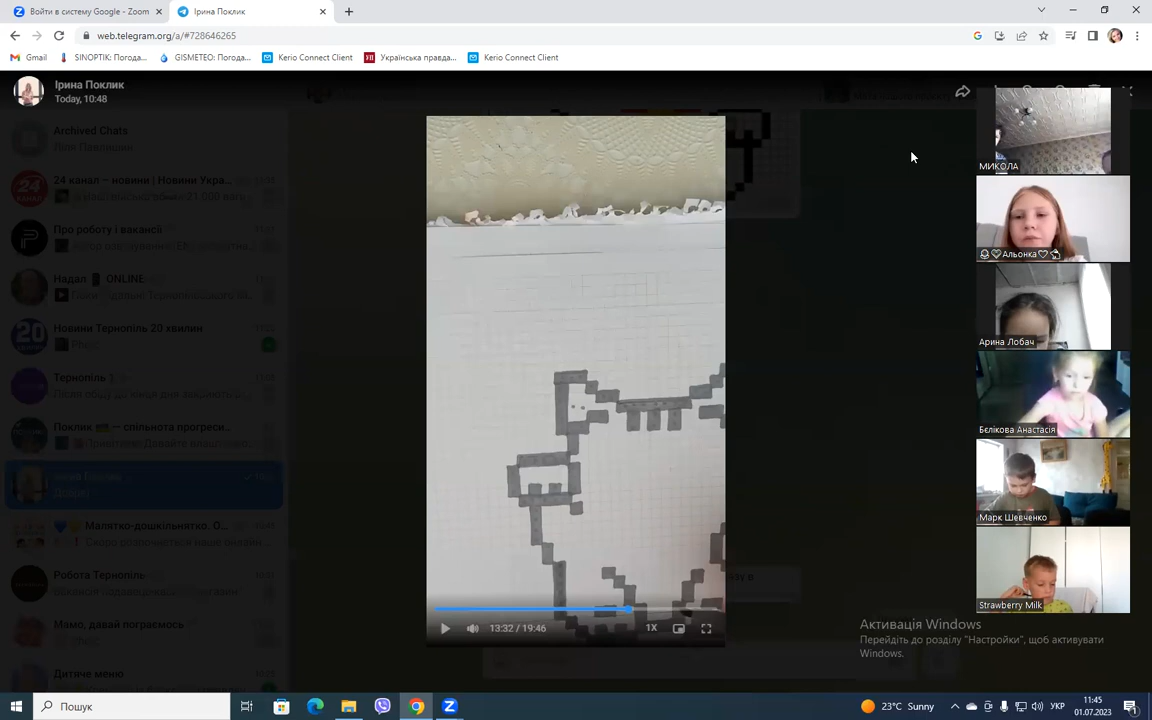 Войти в систему Google - Zoom
Ірина Поклик
web.telegram.org/a/#728646265
Gmail
SINOPTIK: Погода...
GISMETEO: Погода...
Kerio Connect Client
Українська правда...
Kerio Connect Client
Ірина Поклик
Today, 10:48
Archived Chats
24 канал – новини | Новини Укра...
Про роботу і вакансії
Надал ONLINE
Новини Тернопіль 20 хвилин
Тернопіль
Поклик – спільнота прогресн...
Малятко-дошкільнятко. О...
Робота Тернопіль
Мамо, давай пограємось
Дитяче меню
МИКОЛА
Альонка
Арина Лобач
Бєлікова Анастасія
Марк Шевченко
Strawberry Milk
13:32 / 19:46
1X
Активація Windows
Перейдіть до розділу "Настройки", щоб активувати
Windows.
Пошук
23°C Sunny
УКР
11:45
01.07.2023